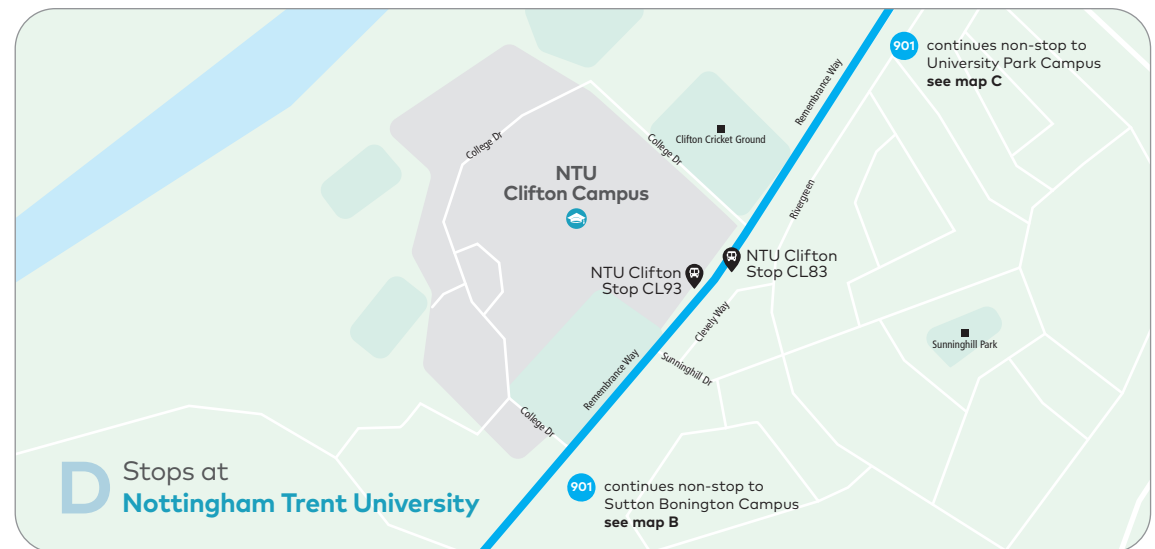 901 continues non-stop to
University Park Campus
see map C
Remembrance Way
Clifton Cricket Ground
College Dr
College Dr
NTU
Clifton Campus
Rivergreen
NTU Clifton
Stop CL83
NTU Clifton
Stop CL93
Clevely Way
Sunninghill Park
Sunninghill Dr
Remembrance Way
College Dr
D Stops at
Nottingham Trent University
901 continues non-stop to
Sutton Bonington Campus
see map B